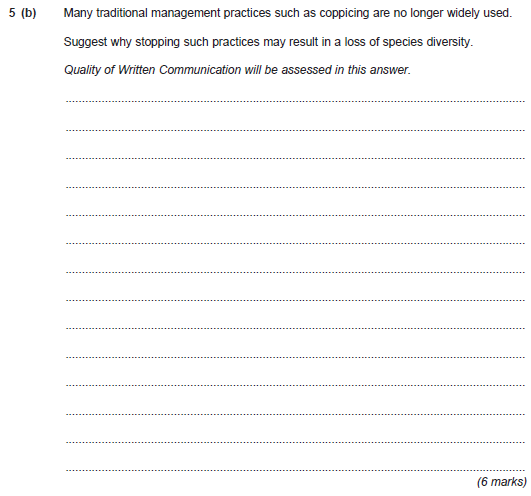 5 (b) Many traditional management practices such as coppicing are no longer widely used.
Suggest why stopping such practices may result in a loss of species diversity.
Quality of Written Communication will be assessed in this answer.
(6 marks)